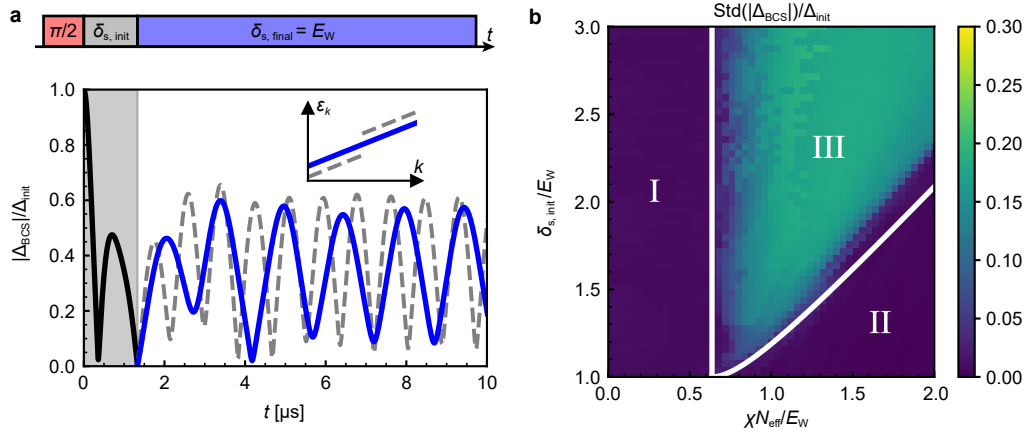 a
π/2 δs, init δs, final = EW t
|ΔBCS|/Δinit
1.0
0.8
0.6
0.4
0.2
0.0
εk
k
0 2 4 6 8 10
t [μs]
b
Std(|ΔBCS|)/Δinit
δs, init/EW
3.0
2.5
2.0
1.5
1.0
I
III
II
0.0 0.5 1.0 1.5 2.0
χNeff/EW
0.30
0.25
0.20
0.15
0.10
0.05
0.00